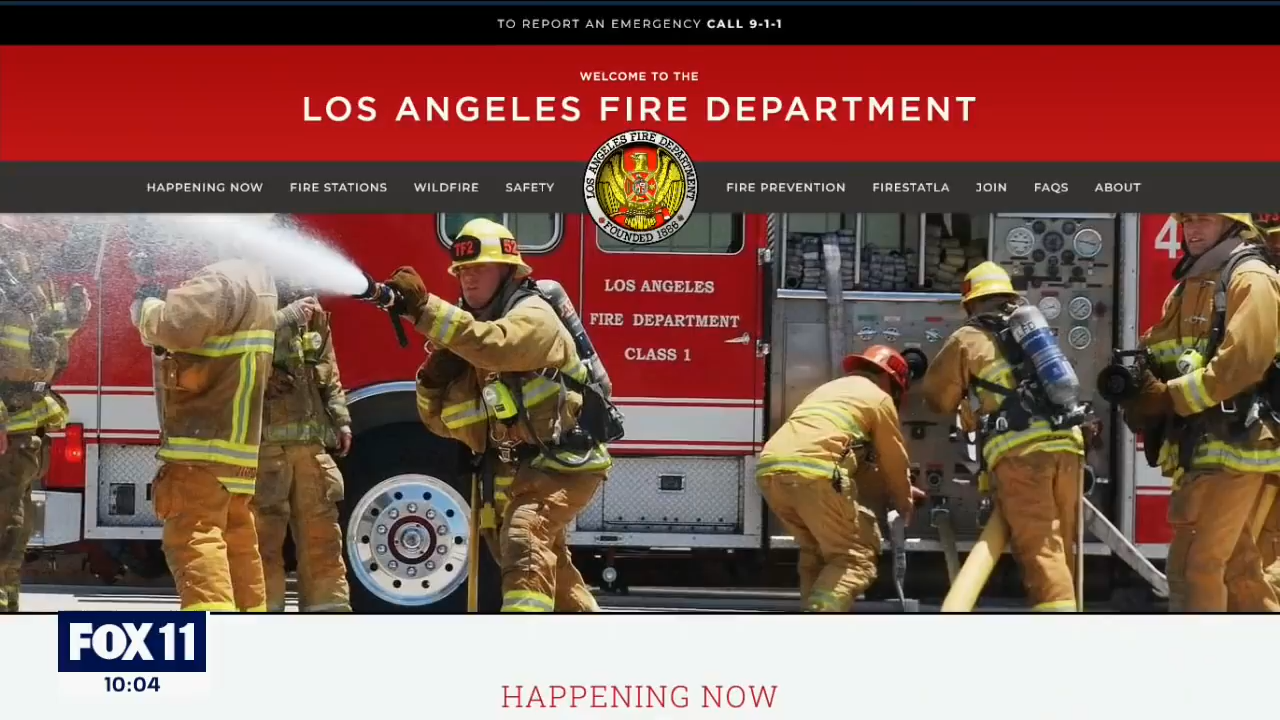 TO REPORT AN EMERGENCY CALL 9-1-1
WELCOME TO THE
LOS ANGELES FIRE DEPARTMENT
HAPPENING NOW FIRE STATIONS WILDFIRE SAFETY FIRE PREVENTION FIRESTATLA JOIN FAQS ABOUT
LOS ANGELES FIRE DEPARTMENT
FOUNDED 1886
TF2 52
4
LOS ANGELES
FIRE DEPARTMENT
CLASS 1
FOX 11
10:04
HAPPENING NOW